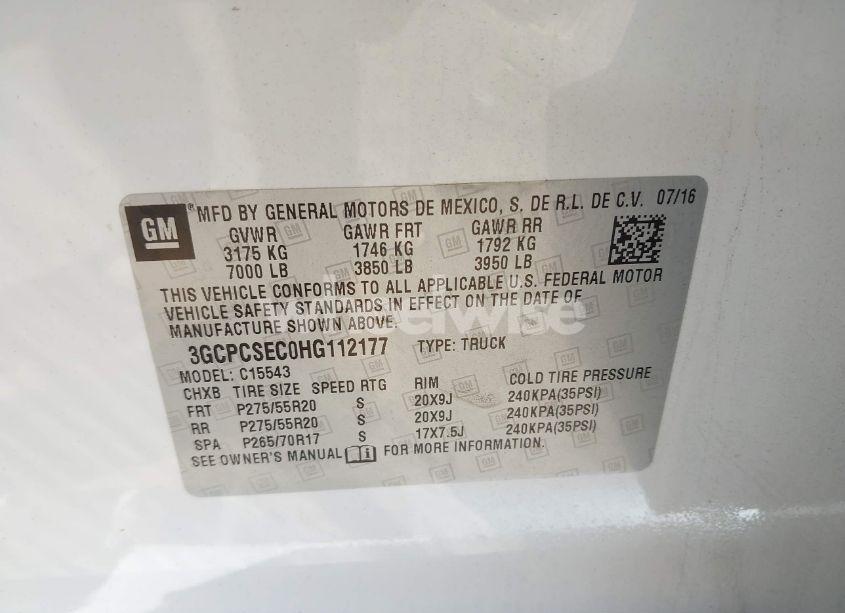 GM ® MFD BY GENERAL MOTORS DE MEXICO, S. DE R.L. DE C.V. 07/16
GVWR GAWR FRT GAWR RR
3175 KG 1746 KG 1792 KG
7000 LB 3850 LB 3950 LB
THIS VEHICLE CONFORMS TO ALL APPLICABLE U.S. FEDERAL MOTOR
VEHICLE SAFETY STANDARDS IN EFFECT ON THE DATE OF
MANUFACTURE SHOWN ABOVE.
3GCPCSEC0HG112177 TYPE: TRUCK
MODEL: C15543
CHXB TIRE SIZE SPEED RTG RIM COLD TIRE PRESSURE
FRT P275/55R20 S 20X9J 240KPA(35PSI)
RR P275/55R20 S 20X9J 240KPA(35PSI)
SPA P265/70R17 S 17X7.5J 240KPA(35PSI)
SEE OWNER'S MANUAL FOR MORE INFORMATION.